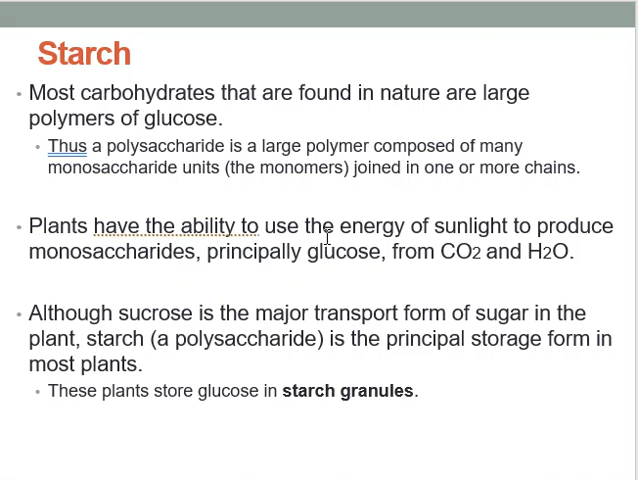 Starch
• Most carbohydrates that are found in nature are large
polymers of glucose.
• Thus a polysaccharide is a large polymer composed of many
monosaccharide units (the monomers) joined in one or more chains.
• Plants have the ability to use the energy of sunlight to produce
monosaccharides, principally glucose, from CO2 and H2O.
• Although sucrose is the major transport form of sugar in the
plant, starch (a polysaccharide) is the principal storage form in
most plants.
• These plants store glucose in starch granules.